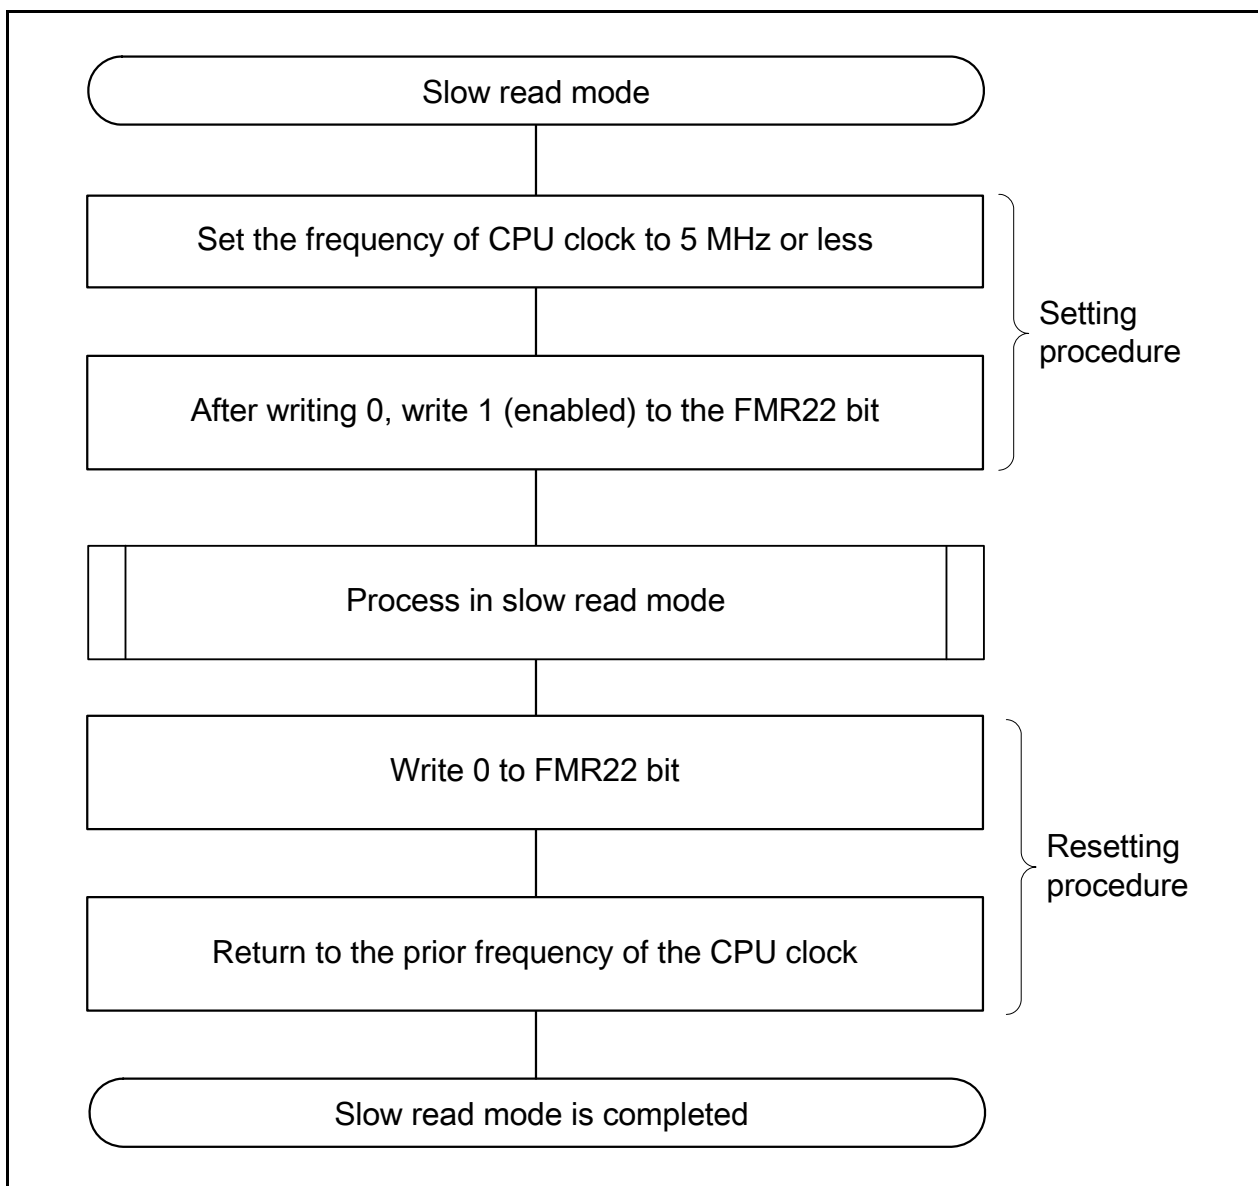 Slow read mode
Set the frequency of CPU clock to 5 MHz or less
After writing 0, write 1 (enabled) to the FMR22 bit
Setting
procedure
Process in slow read mode
Write 0 to FMR22 bit
Return to the prior frequency of the CPU clock
Resetting
procedure
Slow read mode is completed